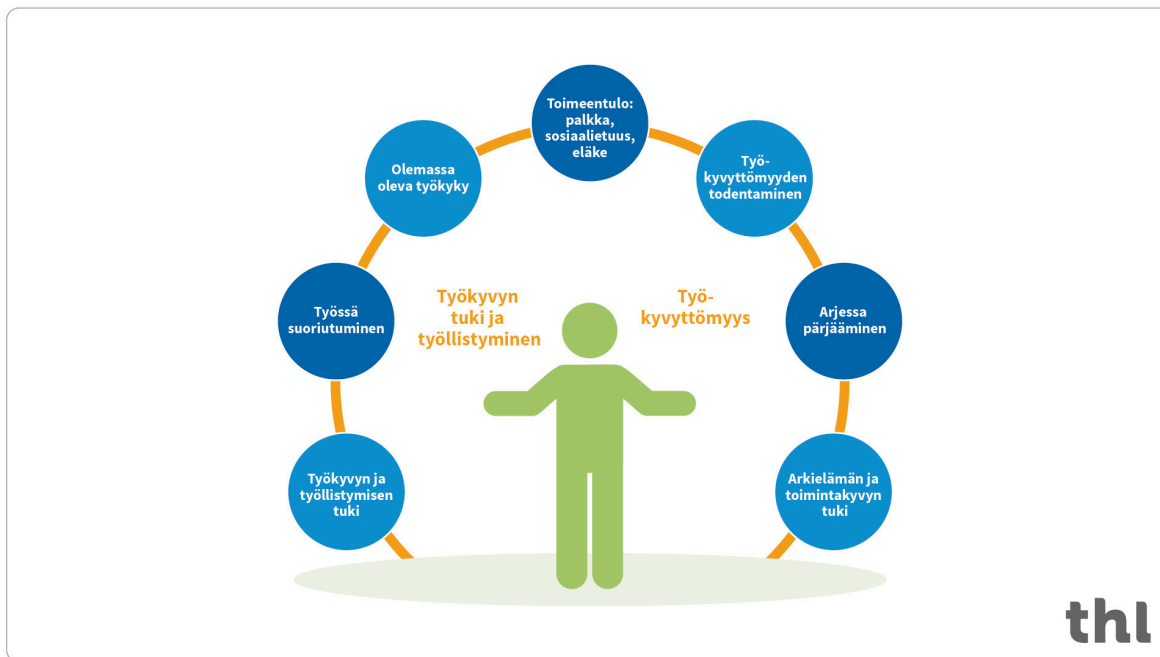 Toimeentulo:
palkka,
sosiaalietuus,
eläke
Olemassa
oleva työkyky
Työ-
kyvyttömyyden
todentaminen
Työssä
suoriutuminen
Työkyvyn
tuki ja
työllistyminen
Työ-
kyvyttömyys
Arjessa
pärjääminen
Työkyvyn ja
työllistymisen
tuki
Arkielämän ja
toimintakyvyn
tuki
thl